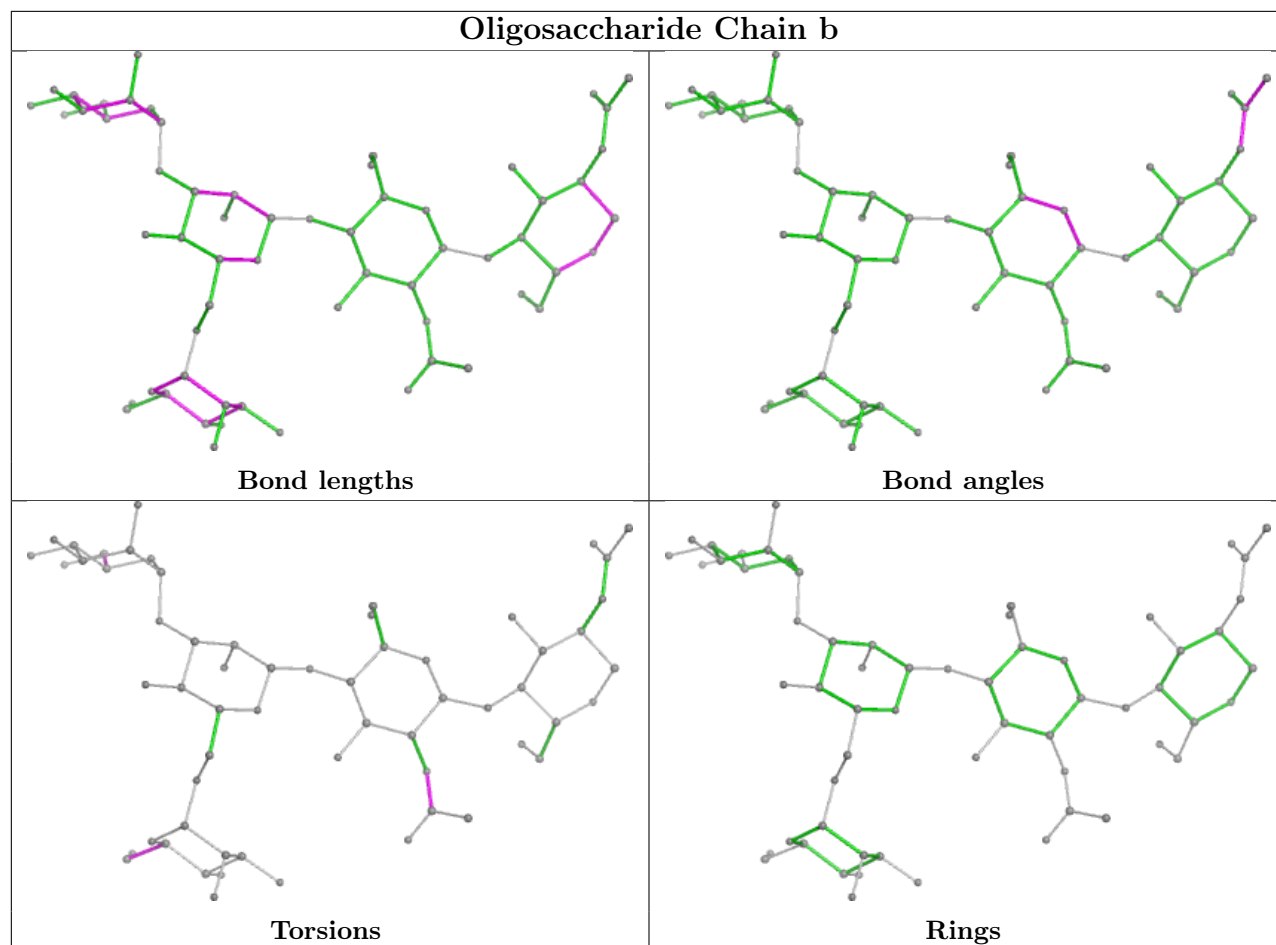 Oligosaccharide Chain b
Bond lengths
Bond angles
Torsions
Rings